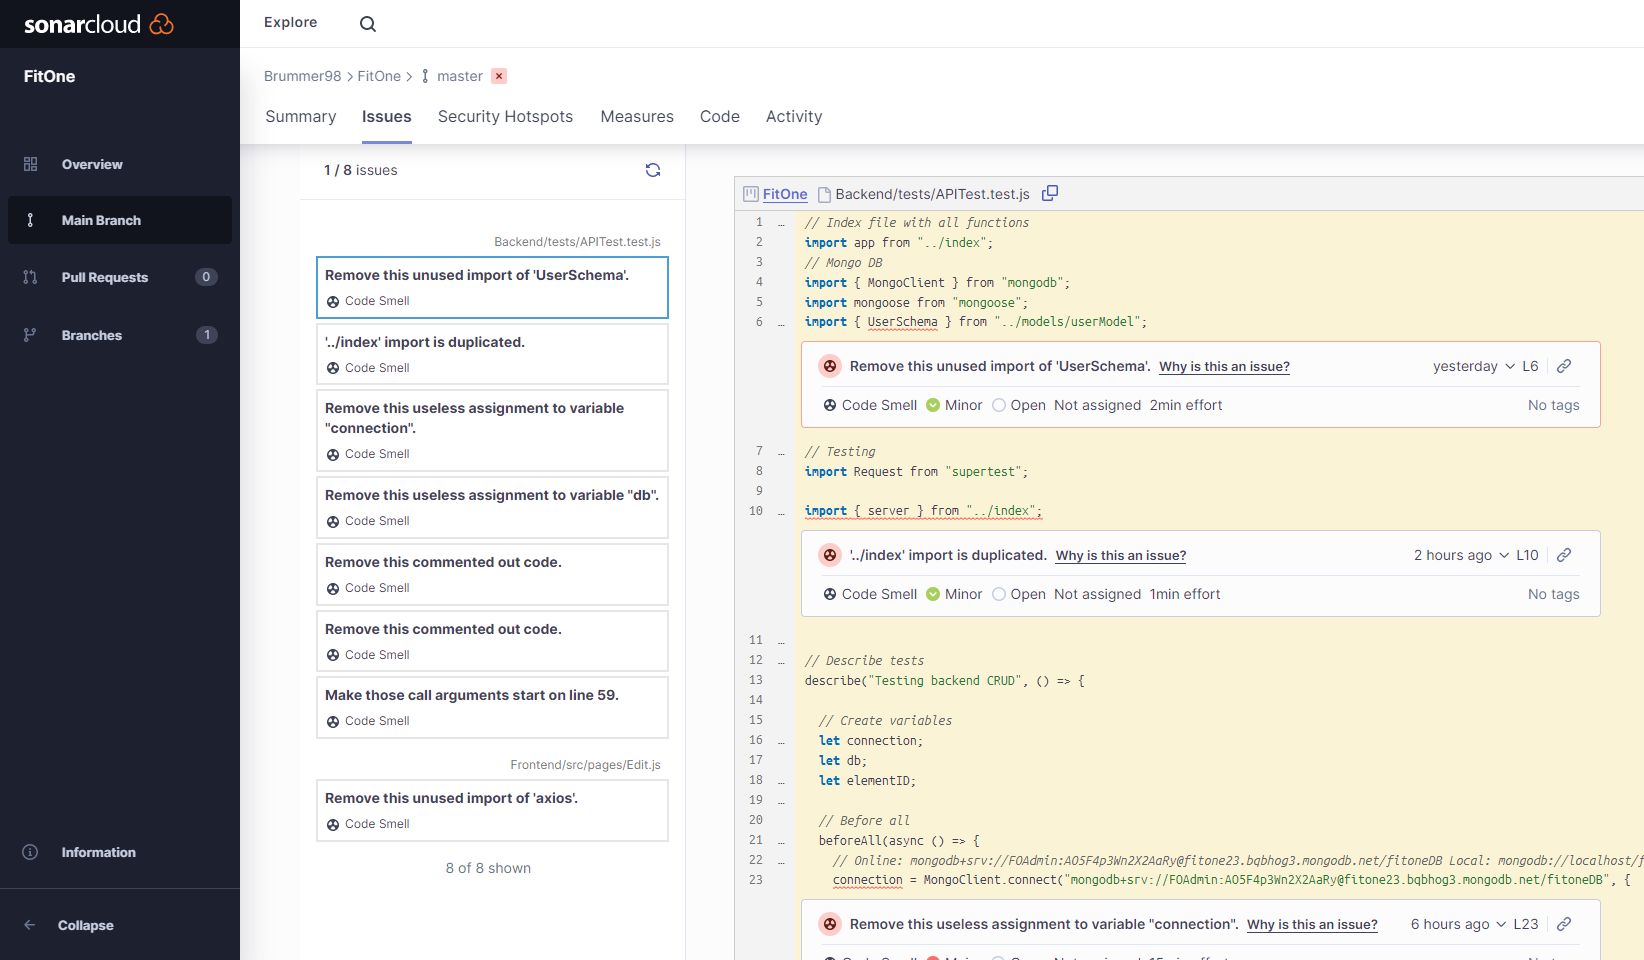 sonarcloud
Explore
FitOne
Brummer98 > FitOne > master
Summary Issues Security Hotspots Measures Code Activity
Overview
Main Branch
Pull Requests 0
Branches 1
Information
Collapse
1 / 8 issues
Backend/tests/APITest.test.js
Remove this unused import of 'UserSchema'.
Code Smell
'../index' import is duplicated.
Code Smell
Remove this useless assignment to variable
"connection".
Code Smell
Remove this useless assignment to variable "db".
Code Smell
Remove this commented out code.
Code Smell
Remove this commented out code.
Code Smell
Make those call arguments start on line 59.
Code Smell
Frontend/src/pages/Edit.js
Remove this unused import of 'axios'.
Code Smell
8 of 8 shown
FitOne Backend/tests/APITest.test.js
1 … // Index file with all functions
2 import app from "../index";
3 // Mongo DB
4 import { MongoClient } from "mongodb";
5 import mongoose from "mongoose";
6 … import { UserSchema } from "../models/userModel";
Remove this unused import of 'UserSchema'. Why is this an issue? yesterday L6
Code Smell Minor Open Not assigned 2min effort No tags
7 … // Testing
8 import Request from "supertest";
9
10 … import { server } from "../index";
'../index' import is duplicated. Why is this an issue? 2 hours ago L10
Code Smell Minor Open Not assigned 1min effort No tags
11 …
12 … // Describe tests
13 describe("Testing backend CRUD", () => {
14
15 // Create variables
16 … let connection;
17 let db;
18 … let elementID;
19 …
20 // Before all
21 … beforeAll(async () => {
22 … // Online: mongodb+srv://FOAdmin:AO5F4p3Wn2X2AaRy@fitone23.bqbhog3.mongodb.net/fitoneDB Local: mongodb://localhost/f
23 connection = MongoClient.connect("mongodb+srv://FOAdmin:AO5F4p3Wn2X2AaRy@fitone23.bqbhog3.mongodb.net/fitoneDB", {
Remove this useless assignment to variable "connection". Why is this an issue? 6 hours ago L23